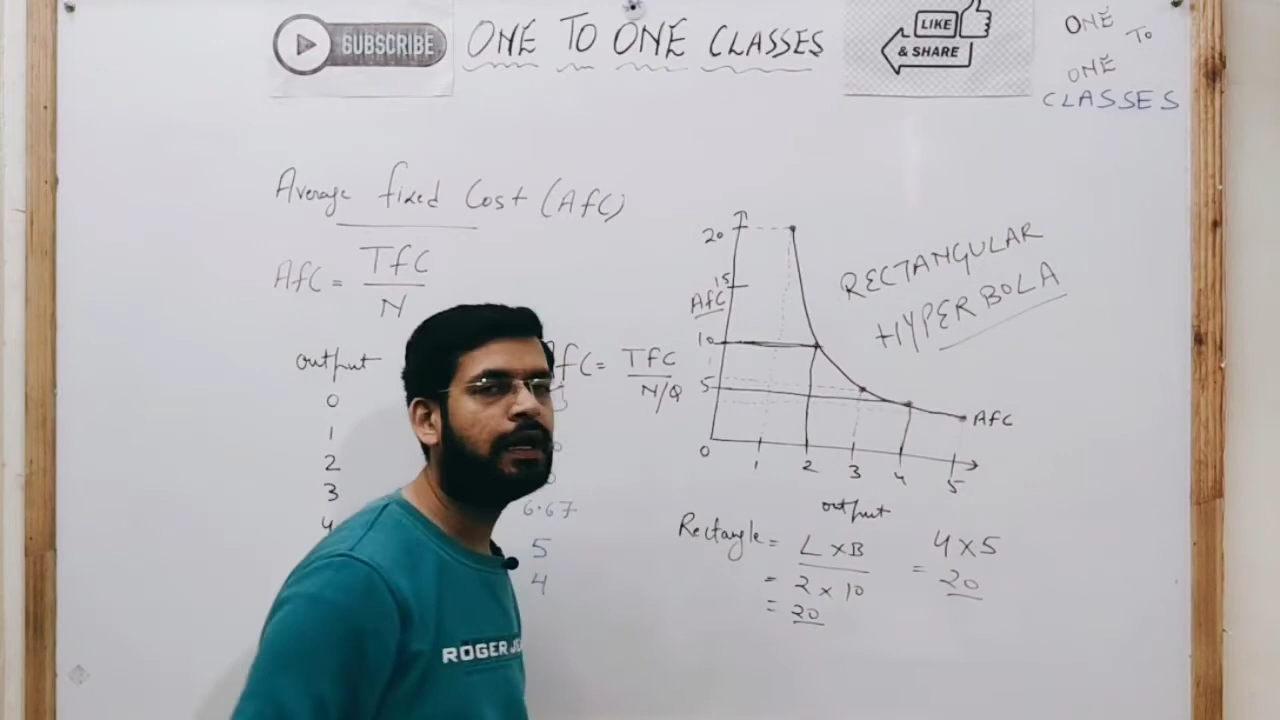 SUBSCRIBE
ONE TO ONE CLASSES
LIKE
& SHARE
ONE TO
ONE
CLASSES
Average fixed Cost (AfC)
AfC = TfC
N
output
0
1
2
3
4
fC = TfC
N/Q
6.67
5
4
20
15
AfC
10
5
0
1
2
3
4
5
AfC
output
RECTANGULAR
HYPERBOLA
Rectangle = L x B
= 2 x 10
= 20
4 x 5
= 20
ROGER